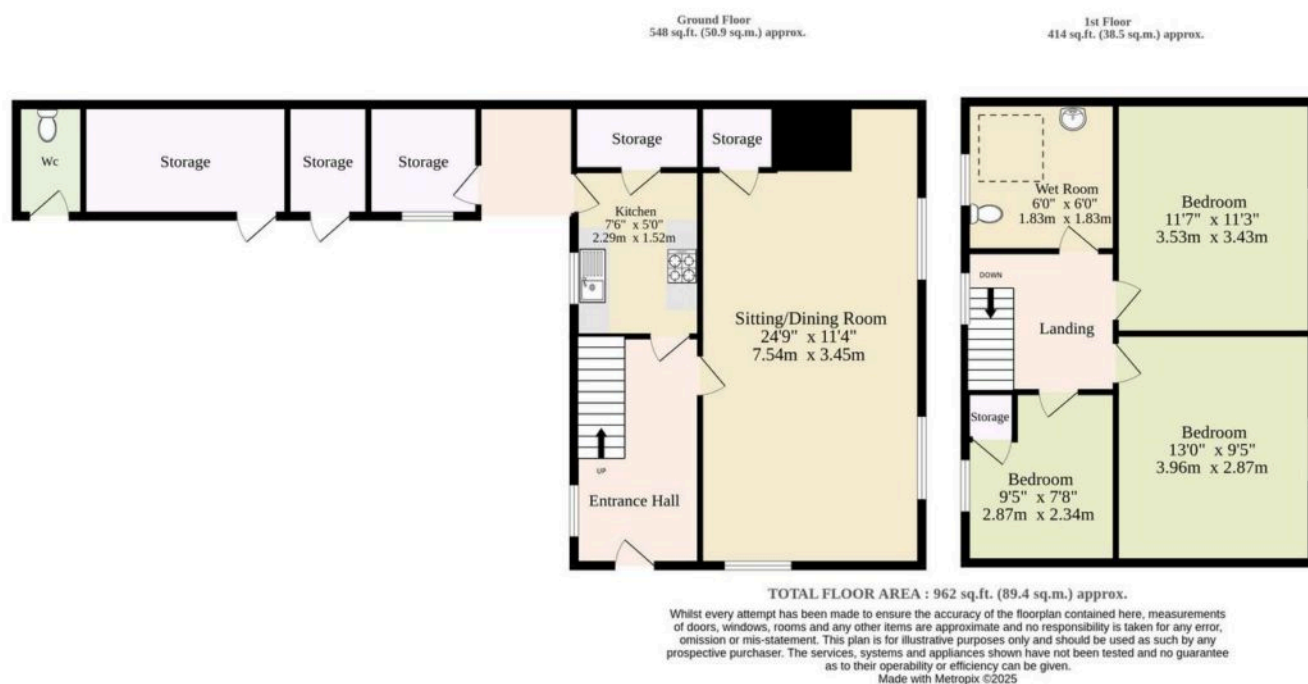 Ground Floor
548 sq.ft. (50.9 sq.m.) approx.
1st Floor
414 sq.ft. (38.5 sq.m.) approx.
Wc
Storage
Storage
Storage
Storage
Storage
Kitchen
7'6" x 5'0"
2.29m x 1.52m
Sitting/Dining Room
24'9" x 11'4"
7.54m x 3.45m
UP
Entrance Hall
Wet Room
6'0" x 6'0"
1.83m x 1.83m
Bedroom
11'7" x 11'3"
3.53m x 3.43m
DOWN
Landing
Storage
Bedroom
9'5" x 7'8"
2.87m x 2.34m
Bedroom
13'0" x 9'5"
3.96m x 2.87m
TOTAL FLOOR AREA : 962 sq.ft. (89.4 sq.m.) approx.
Whilst every attempt has been made to ensure the accuracy of the floorplan contained here, measurements
of doors, windows, rooms and any other items are approximate and no responsibility is taken for any error,
omission or mis-statement. This plan is for illustrative purposes only and should be used as such by any
prospective purchaser. The services, systems and appliances shown have not been tested and no guarantee
as to their operability or efficiency can be given.
Made with Metropix ©2025